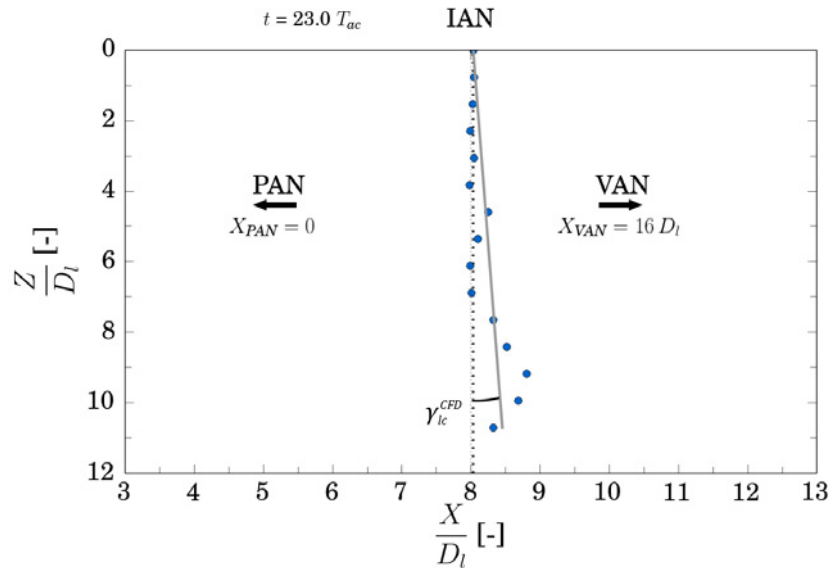 t = 23.0 T_ac IAN
0
2
4
6
8
10
12
Z/D_l [-]
PAN
X_PAN = 0
VAN
X_VAN = 16 D_l
γ_lc^CFD
3 4 5 6 7 8 9 10 11 12 13
X/D_l [-]